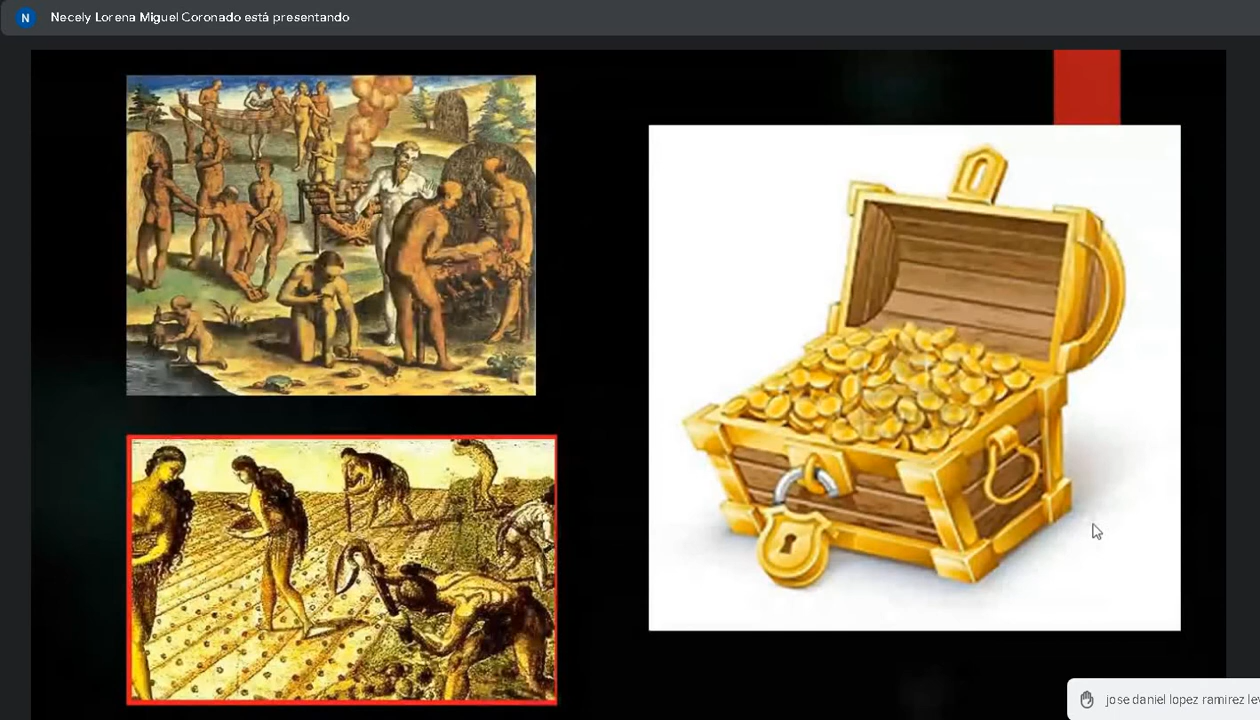 N Necely Lorena Miguel Coronado está presentando
jose daniel lopez ramirez